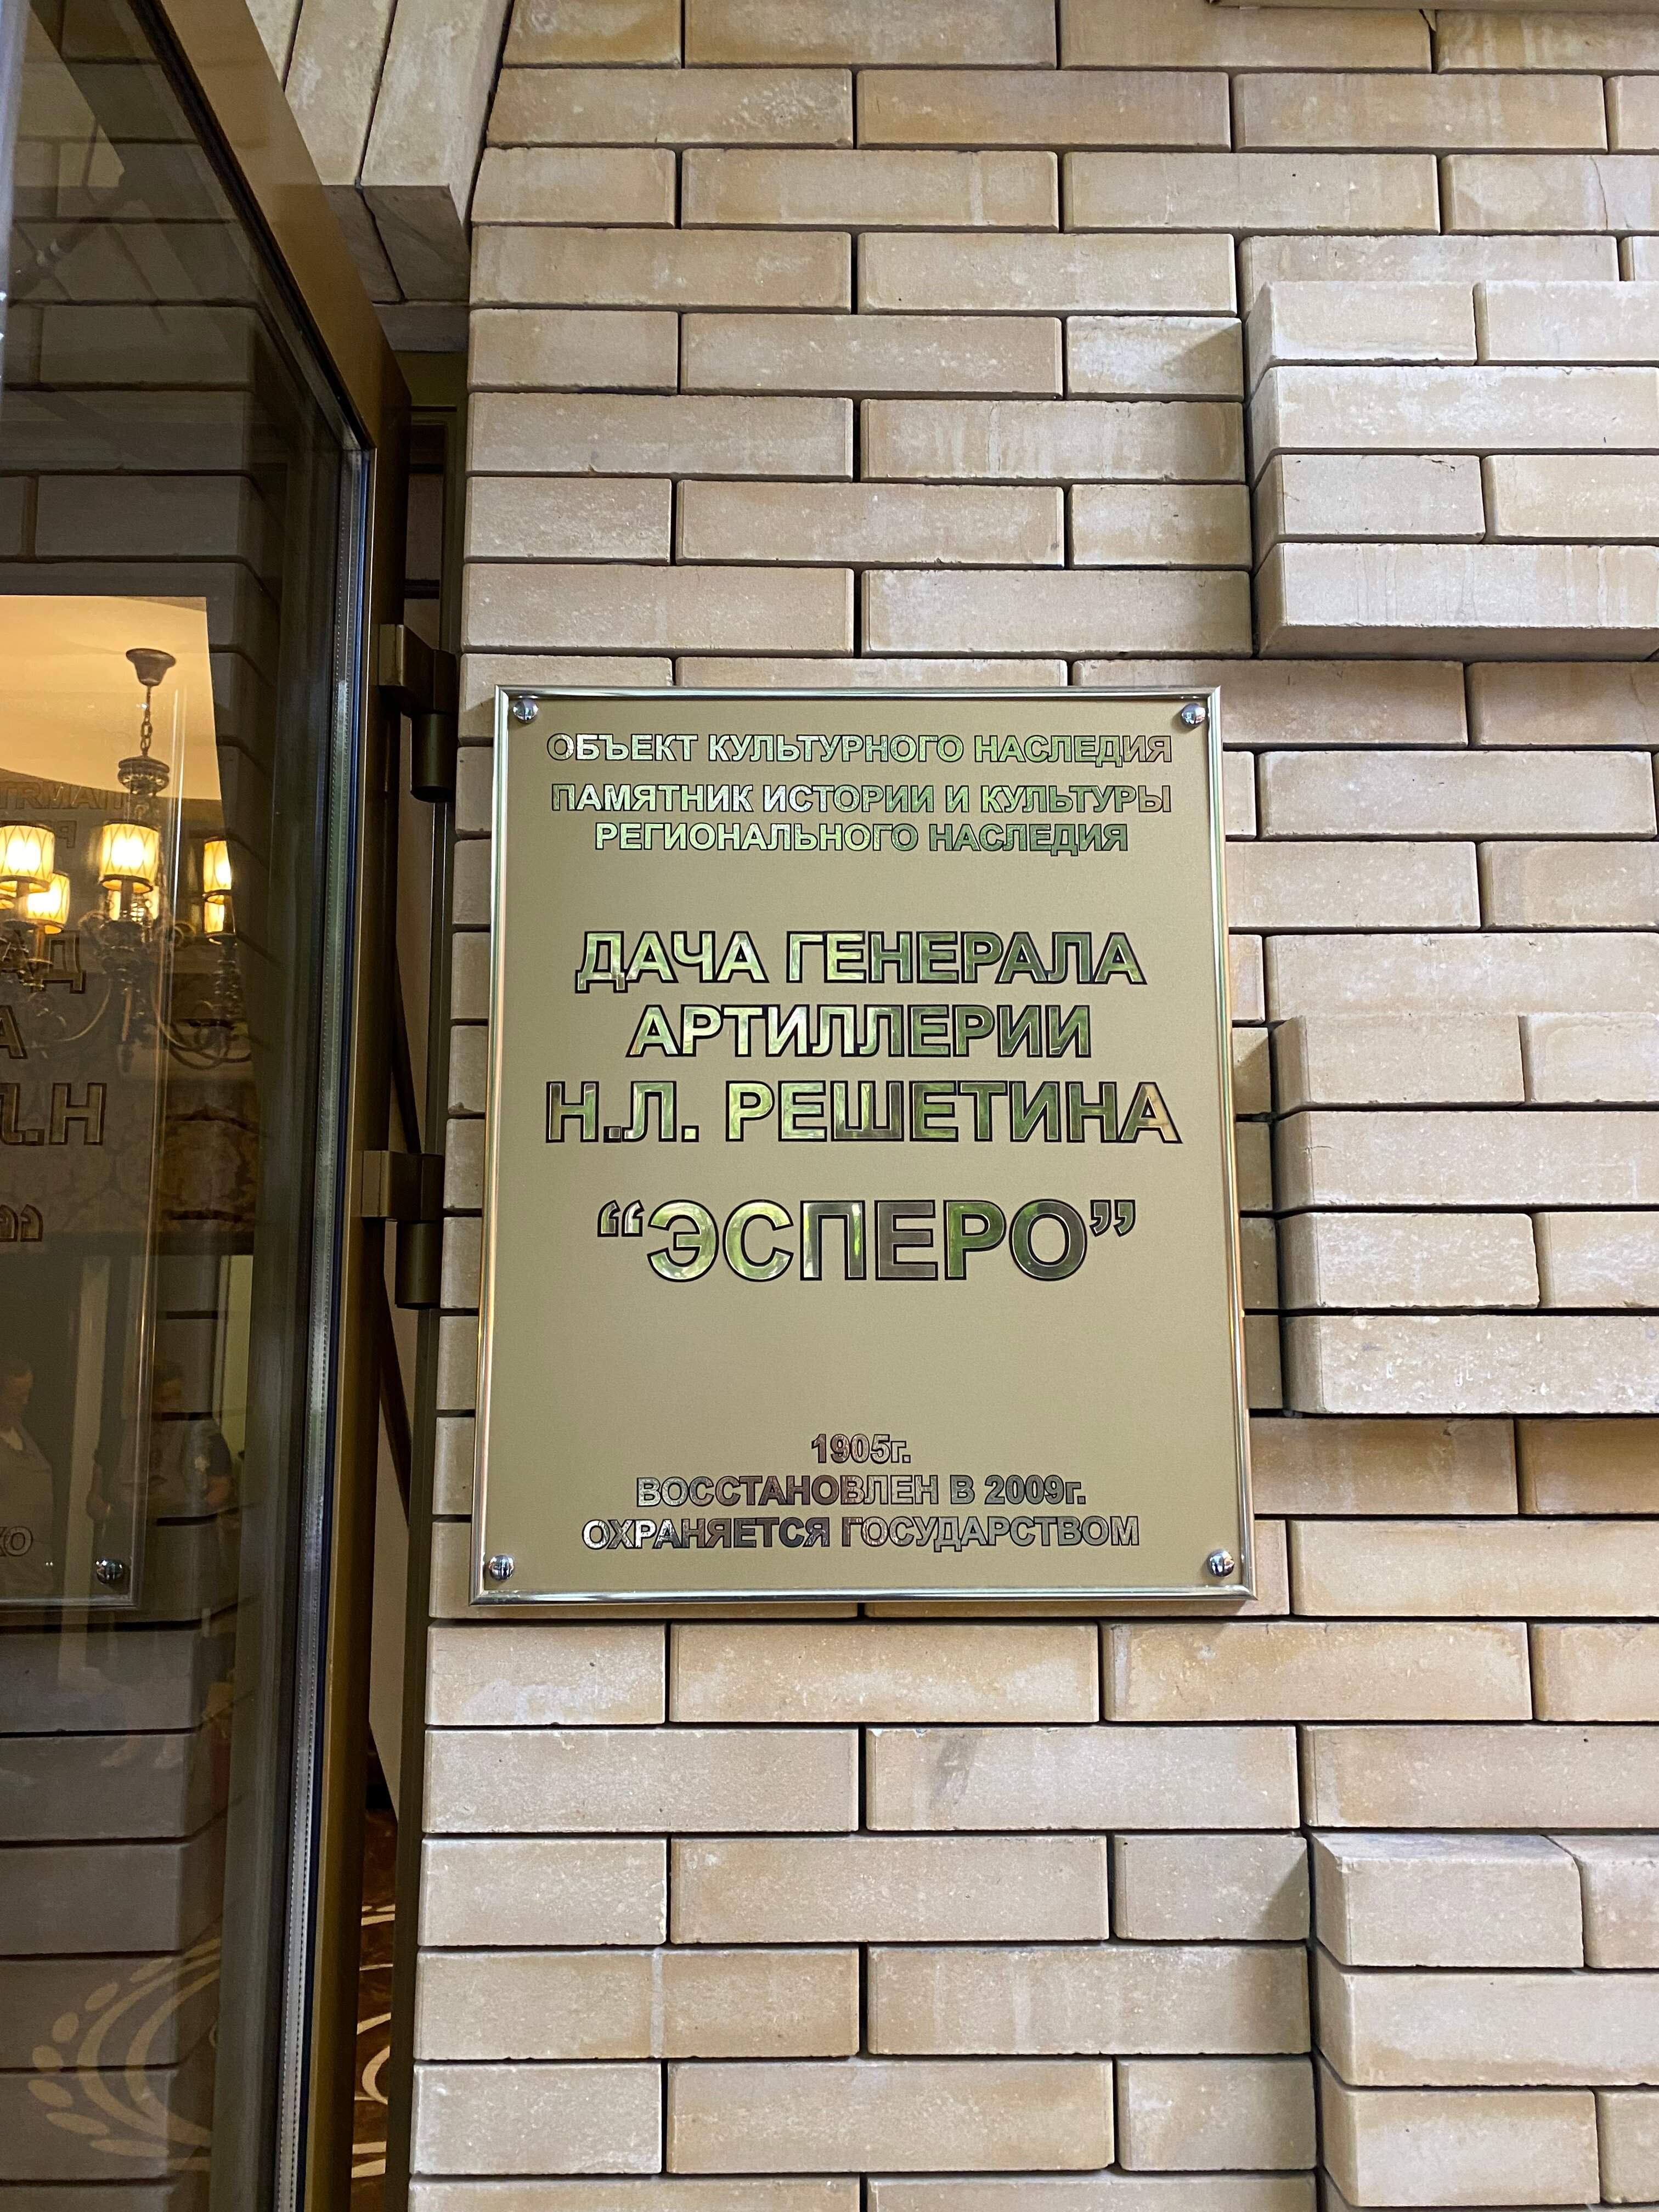 ОБЪЕКТ КУЛЬТУРНОГО НАСЛЕДИЯ
ПАМЯТНИК ИСТОРИИ И КУЛЬТУРЫ
РЕГИОНАЛЬНОГО НАСЛЕДИЯ
ДАЧА ГЕНЕРАЛА
АРТИЛЛЕРИИ
Н.Л. РЕШЕТИНА
“ЭСПЕРО”
1905г.
ВОССТАНОВЛЕН В 2009г.
ОХРАНЯЕТСЯ ГОСУДАРСТВОМ